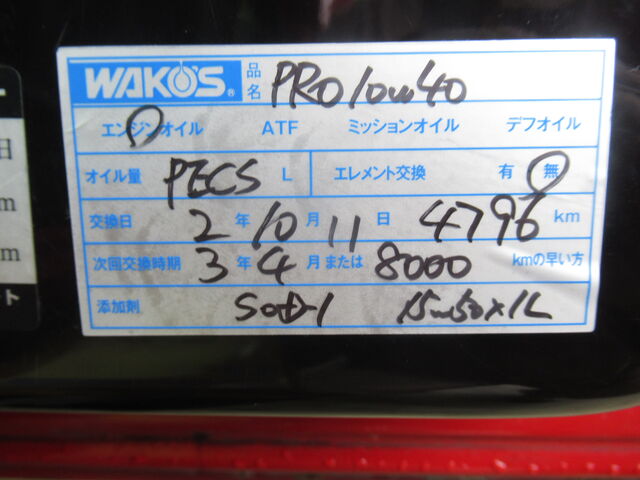 WAKO'S® 品名 PRO 10w40
エンジンオイル ATF ミッションオイル デフオイル
オイル量 PECS L エレメント交換 有 無
交換日 2 年 10 月 11 日 4796 km
次回交換時期 3 年 4 月または 8000 kmの早い方
添加剤 SOD-1 15w50×1L
日
m
m
ト